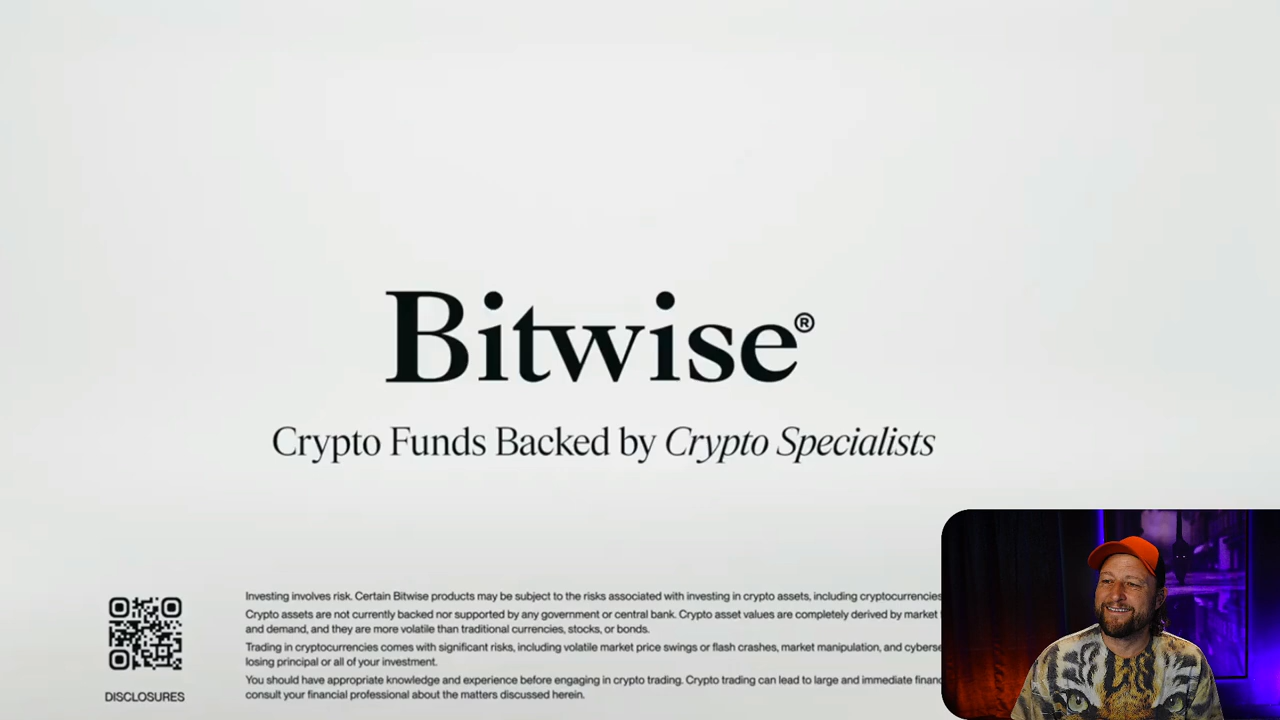 Bitwise®
Crypto Funds Backed by Crypto Specialists
Investing involves risk. Certain Bitwise products may be subject to the risks associated with investing in crypto assets, including cryptocurrencies
Crypto assets are not currently backed nor supported by any government or central bank. Crypto asset values are completely derived by market
and demand, and they are more volatile than traditional currencies, stocks, or bonds.
Trading in cryptocurrencies comes with significant risks, including volatile market price swings or flash crashes, market manipulation, and
losing principal or all of your investment.
You should have appropriate knowledge and experience before engaging in crypto trading. Crypto trading can lead to large and immediate
consult your financial professional about the matters discussed herein.
DISCLOSURES